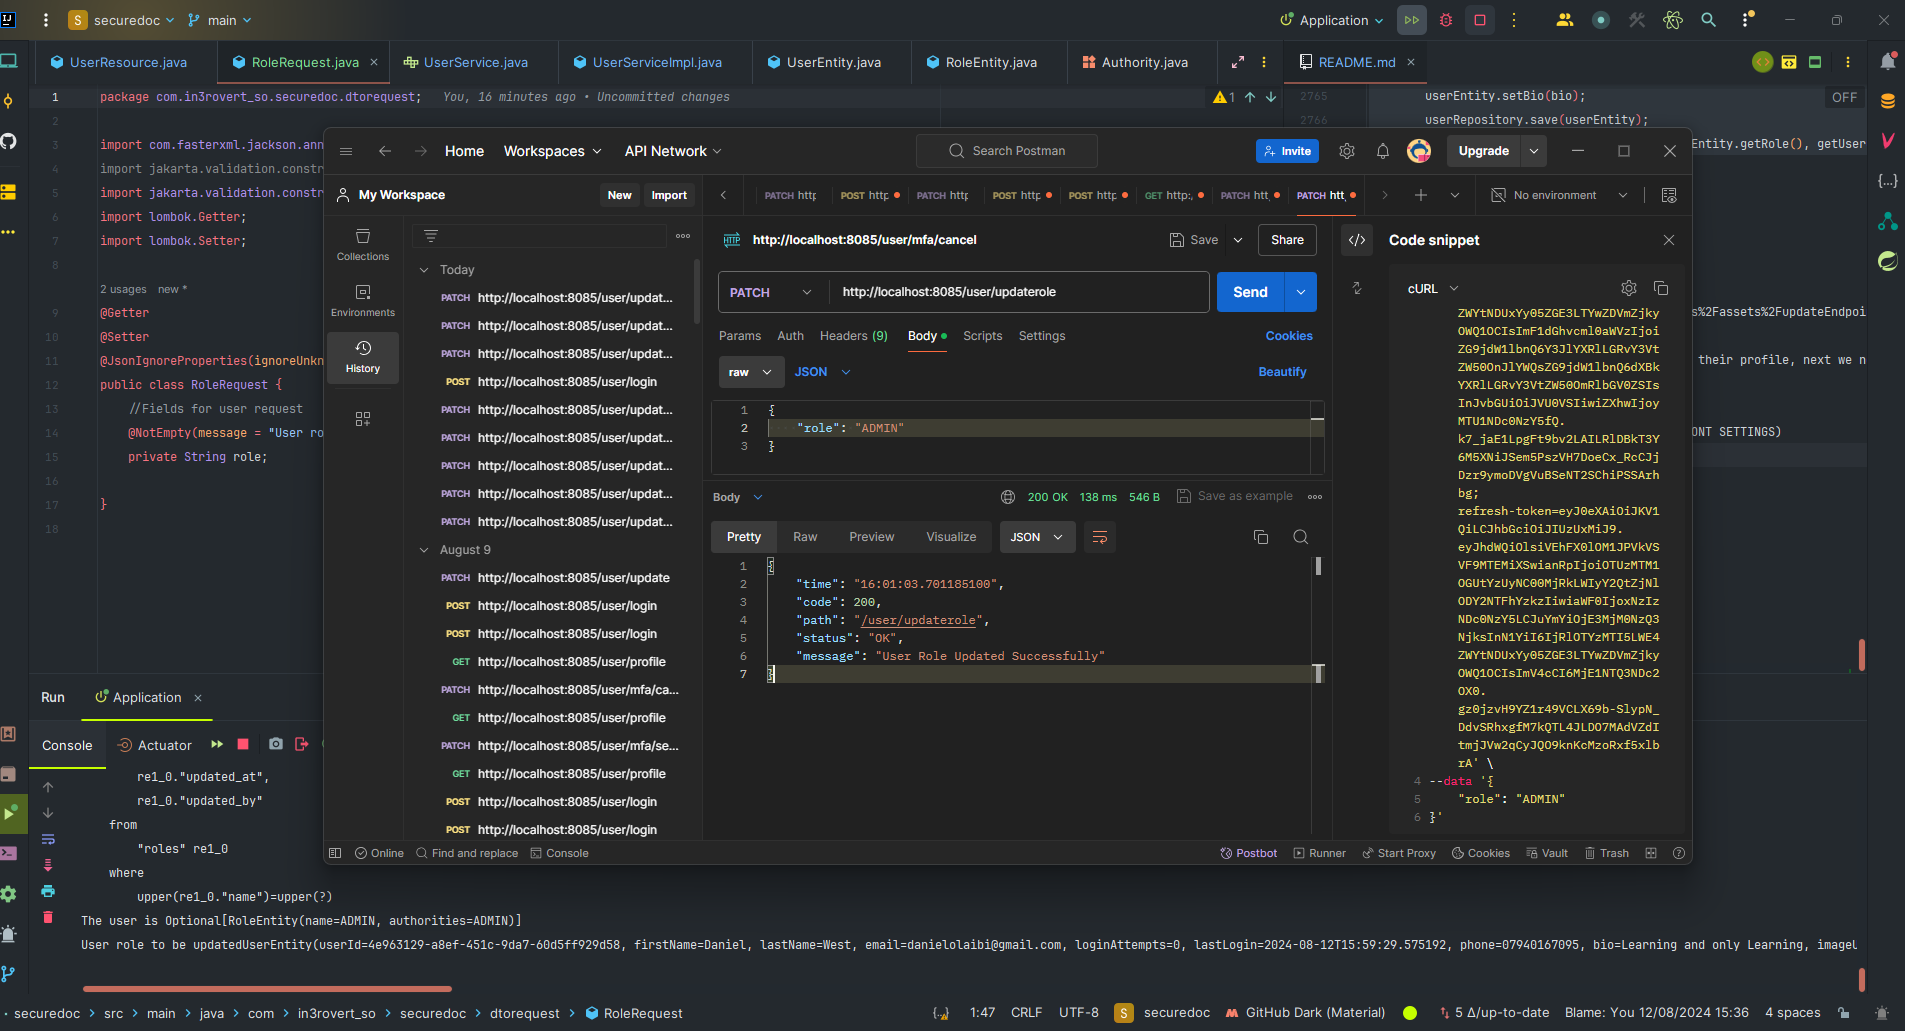 S securedoc main Application
UserResource.java RoleRequest.java UserService.java UserServiceImpl.java UserEntity.java RoleEntity.java Authority.java README.md
1 package com.in3rovert_so.securedoc.dtorequest; You, 16 minutes ago • Uncommitted changes
1
2
3 import com.fasterxml.jackson.ann
4 import jakarta.validation.constr
5 import jakarta.validation.constr
6 import lombok.Getter;
7 import lombok.Setter;
8
2 usages new *
9 @Getter
10 @Setter
11 @JsonIgnoreProperties(ignoreUnkn
12 public class RoleRequest {
13 //Fields for user request
14 @NotEmpty(message = "User ro
15 private String role;
16
17 }
18
2765 userEntity.setBio(bio);
OFF
2766 userRepository.save(userEntity);
Entity.getRole(), getUser
s%2Fassets%2FupdateEndpoi
their profile, next we n
ONT SETTINGS)
Home Workspaces API Network Search Postman Invite Upgrade
My Workspace New Import
PATCH http POST http PATCH http POST http POST http GET http:, PATCH htt, PATCH htt,
No environment
Collections
Environments
History
Today
PATCH http://localhost:8085/user/updat...
PATCH http://localhost:8085/user/updat...
PATCH http://localhost:8085/user/updat...
POST http://localhost:8085/user/login
PATCH http://localhost:8085/user/updat...
PATCH http://localhost:8085/user/updat...
PATCH http://localhost:8085/user/updat...
PATCH http://localhost:8085/user/updat...
PATCH http://localhost:8085/user/updat...
August 9
PATCH http://localhost:8085/user/update
POST http://localhost:8085/user/login
POST http://localhost:8085/user/login
GET http://localhost:8085/user/profile
PATCH http://localhost:8085/user/mfa/ca...
GET http://localhost:8085/user/profile
PATCH http://localhost:8085/user/mfa/se...
GET http://localhost:8085/user/profile
POST http://localhost:8085/user/login
POST http://localhost:8085/user/login
HTTP http://localhost:8085/user/mfa/cancel Save Share
PATCH http://localhost:8085/user/updaterole Send
Params Auth Headers (9) Body Scripts Settings Cookies
raw JSON Beautify
1 {
2 "role": "ADMIN"
3 }
Body 200 OK 138 ms 546 B Save as example
Pretty Raw Preview Visualize JSON
1 {
2 "time": "16:01:03.701185100",
3 "code": 200,
4 "path": "/user/updaterole",
5 "status": "OK",
6 "message": "User Role Updated Successfully"
7 }
Code snippet
cURL
ZWYtNDUxYy05ZGE3LTYwZDVmZjky
OWQ1OCIsImF1dGhvcml0aWVzIjoi
ZG9jdW1lbnQ6Y3JlYXRlLGRvY3Vt
ZW50OnJlYWQsZG9jdW1lbnQ6dXBk
YXRlLGRvY3VtZW50OmRlbGV0ZSIs
InJvbGUiOiJVU0VSIiwiZXhwIjoy
MTU1NDc0NzY5fQ.
k7_jaE1LpgFt9bv2LAILRlDBkT3Y
6M5XNiJSem5PszVH7DoeCx_RcCJj
Dzr9ymoDVgVuBSeNT2SChiPSSArh
bg;
refresh-token=eyJ0eXAiOiJKV1
QiLCJhbGciOiJIUzUxMiJ9.
eyJhdWQiOlsiVEhFX0lOM1JPVkVS
VF9MTEMiXSwianRpIjoiOTUzMTM1
OGUtYzUyNC00MjRkLWIyY2QtZjNl
ODY2NTFhYzkzIiwiaWF0IjoxNzIz
NDc0NzY5LCJuYmYiOjE3MjM0NzQ3
NjksInN1YiI6IjRlOTYzMTI5LWE4
ZWYtNDUxYy05ZGE3LTYwZDVmZjky
OWQ1OCIsImV4cCI6MjE1NTQ3NDc2
OX0.
gz0jzvH9YZ1r49VCLX69b-SlypN_
DdvSRhxgfM7kQTL4JLDO7MAdVZdI
tmjJVw2qCyJQO9knKcMzoRxf5xlb
rA' \
4 --data '{
5 "role": "ADMIN"
6 }'
Online Find and replace Console Postbot Runner Start Proxy Cookies Vault Trash
Run Application
Console Actuator
re1_0."updated_at",
re1_0."updated_by"
from
"roles" re1_0
where
upper(re1_0."name")=upper(?)
The user is Optional[RoleEntity(name=ADMIN, authorities=ADMIN)]
User role to be updatedUserEntity(userId=4e963129-a8ef-451c-9da7-60d5ff929d58, firstName=Daniel, lastName=West, email=danielolaibi@gmail.com, loginAttempts=0, lastLogin=2024-08-12T15:59:29.575192, phone=07940167095, bio=Learning and only Learning, imageU
securedoc > src > main > java > com > in3rovert_so > securedoc > dtorequest > RoleRequest 1:47 CRLF UTF-8 S securedoc GitHub Dark (Material) 5 Δ/up-to-date Blame: You 12/08/2024 15:36 4 spaces